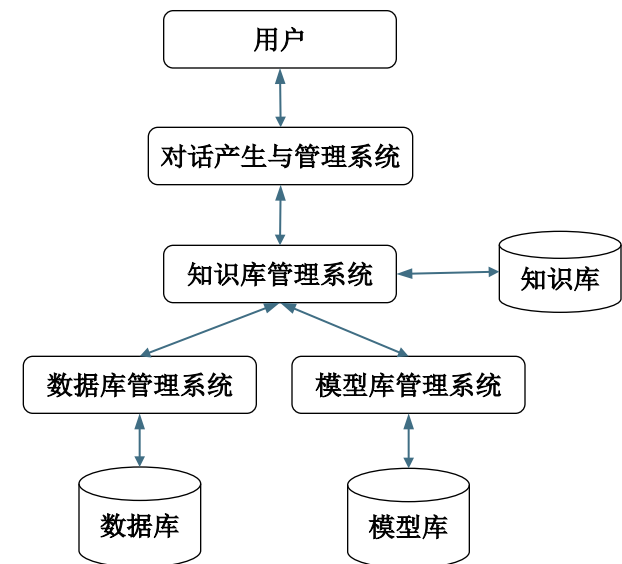 用户
对话产生与管理系统
知识库管理系统
知识库
数据库管理系统
模型库管理系统
数据库
模型库